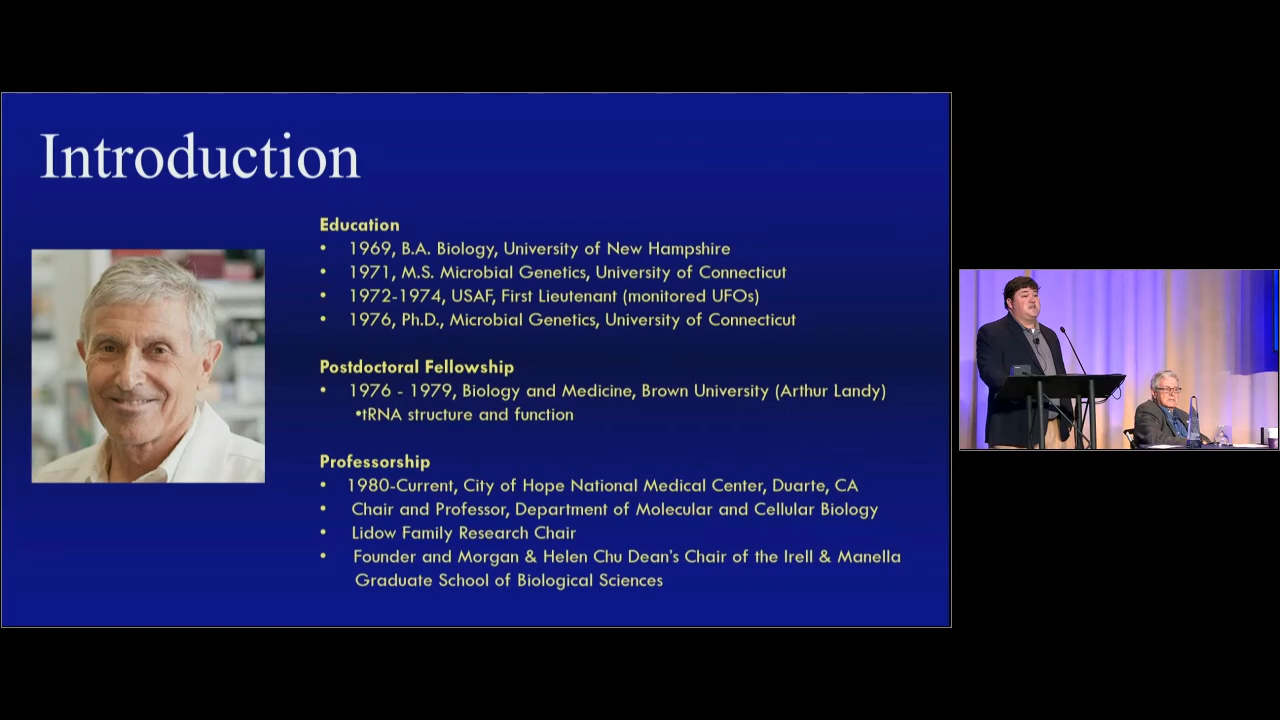 Introduction
Education
• 1969, B.A. Biology, University of New Hampshire
• 1971, M.S. Microbial Genetics, University of Connecticut
• 1972-1974, USAF, First Lieutenant (monitored UFOs)
• 1976, Ph.D., Microbial Genetics, University of Connecticut
Postdoctoral Fellowship
• 1976 - 1979, Biology and Medicine, Brown University (Arthur Landy)
•tRNA structure and function
Professorship
• 1980-Current, City of Hope National Medical Center, Duarte, CA
• Chair and Professor, Department of Molecular and Cellular Biology
• Lidow Family Research Chair
• Founder and Morgan & Helen Chu Dean's Chair of the Irell & Manella
Graduate School of Biological Sciences